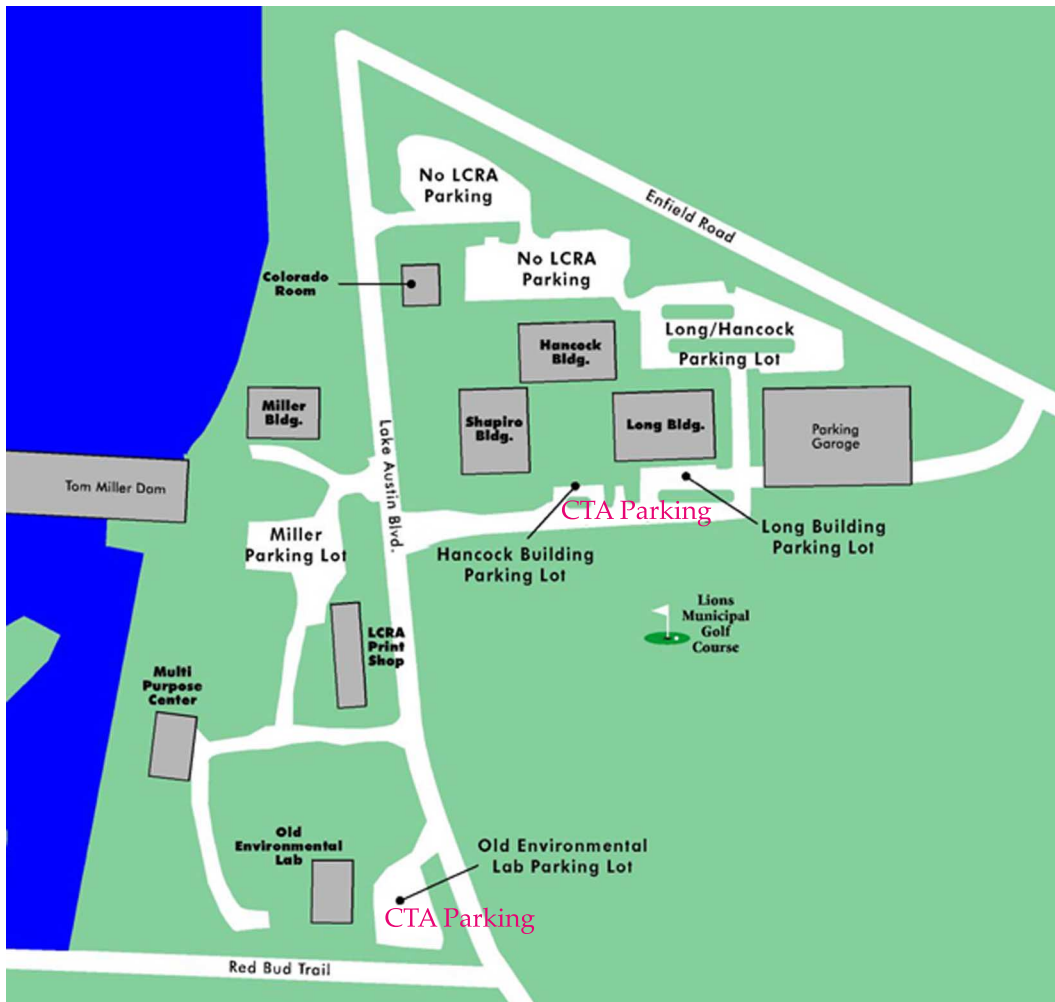 No LCRA
Parking
Enfield Road
No LCRA
Parking
Colorado
Room
Long/Hancock
Parking Lot
Hancock
Bldg.
Miller
Bldg.
Shapiro
Bldg.
Long Bldg.
Parking
Garage
Lake Austin Blvd.
Tom Miller Dam
CTA Parking
Miller
Parking Lot
Hancock Building
Parking Lot
Long Building
Parking Lot
Lions
Municipal
Golf
Course
LCRA
Print
Shop
Multi
Purpose
Center
Old
Environmental
Lab
Old Environmental
Lab Parking Lot
CTA Parking
Red Bud Trail